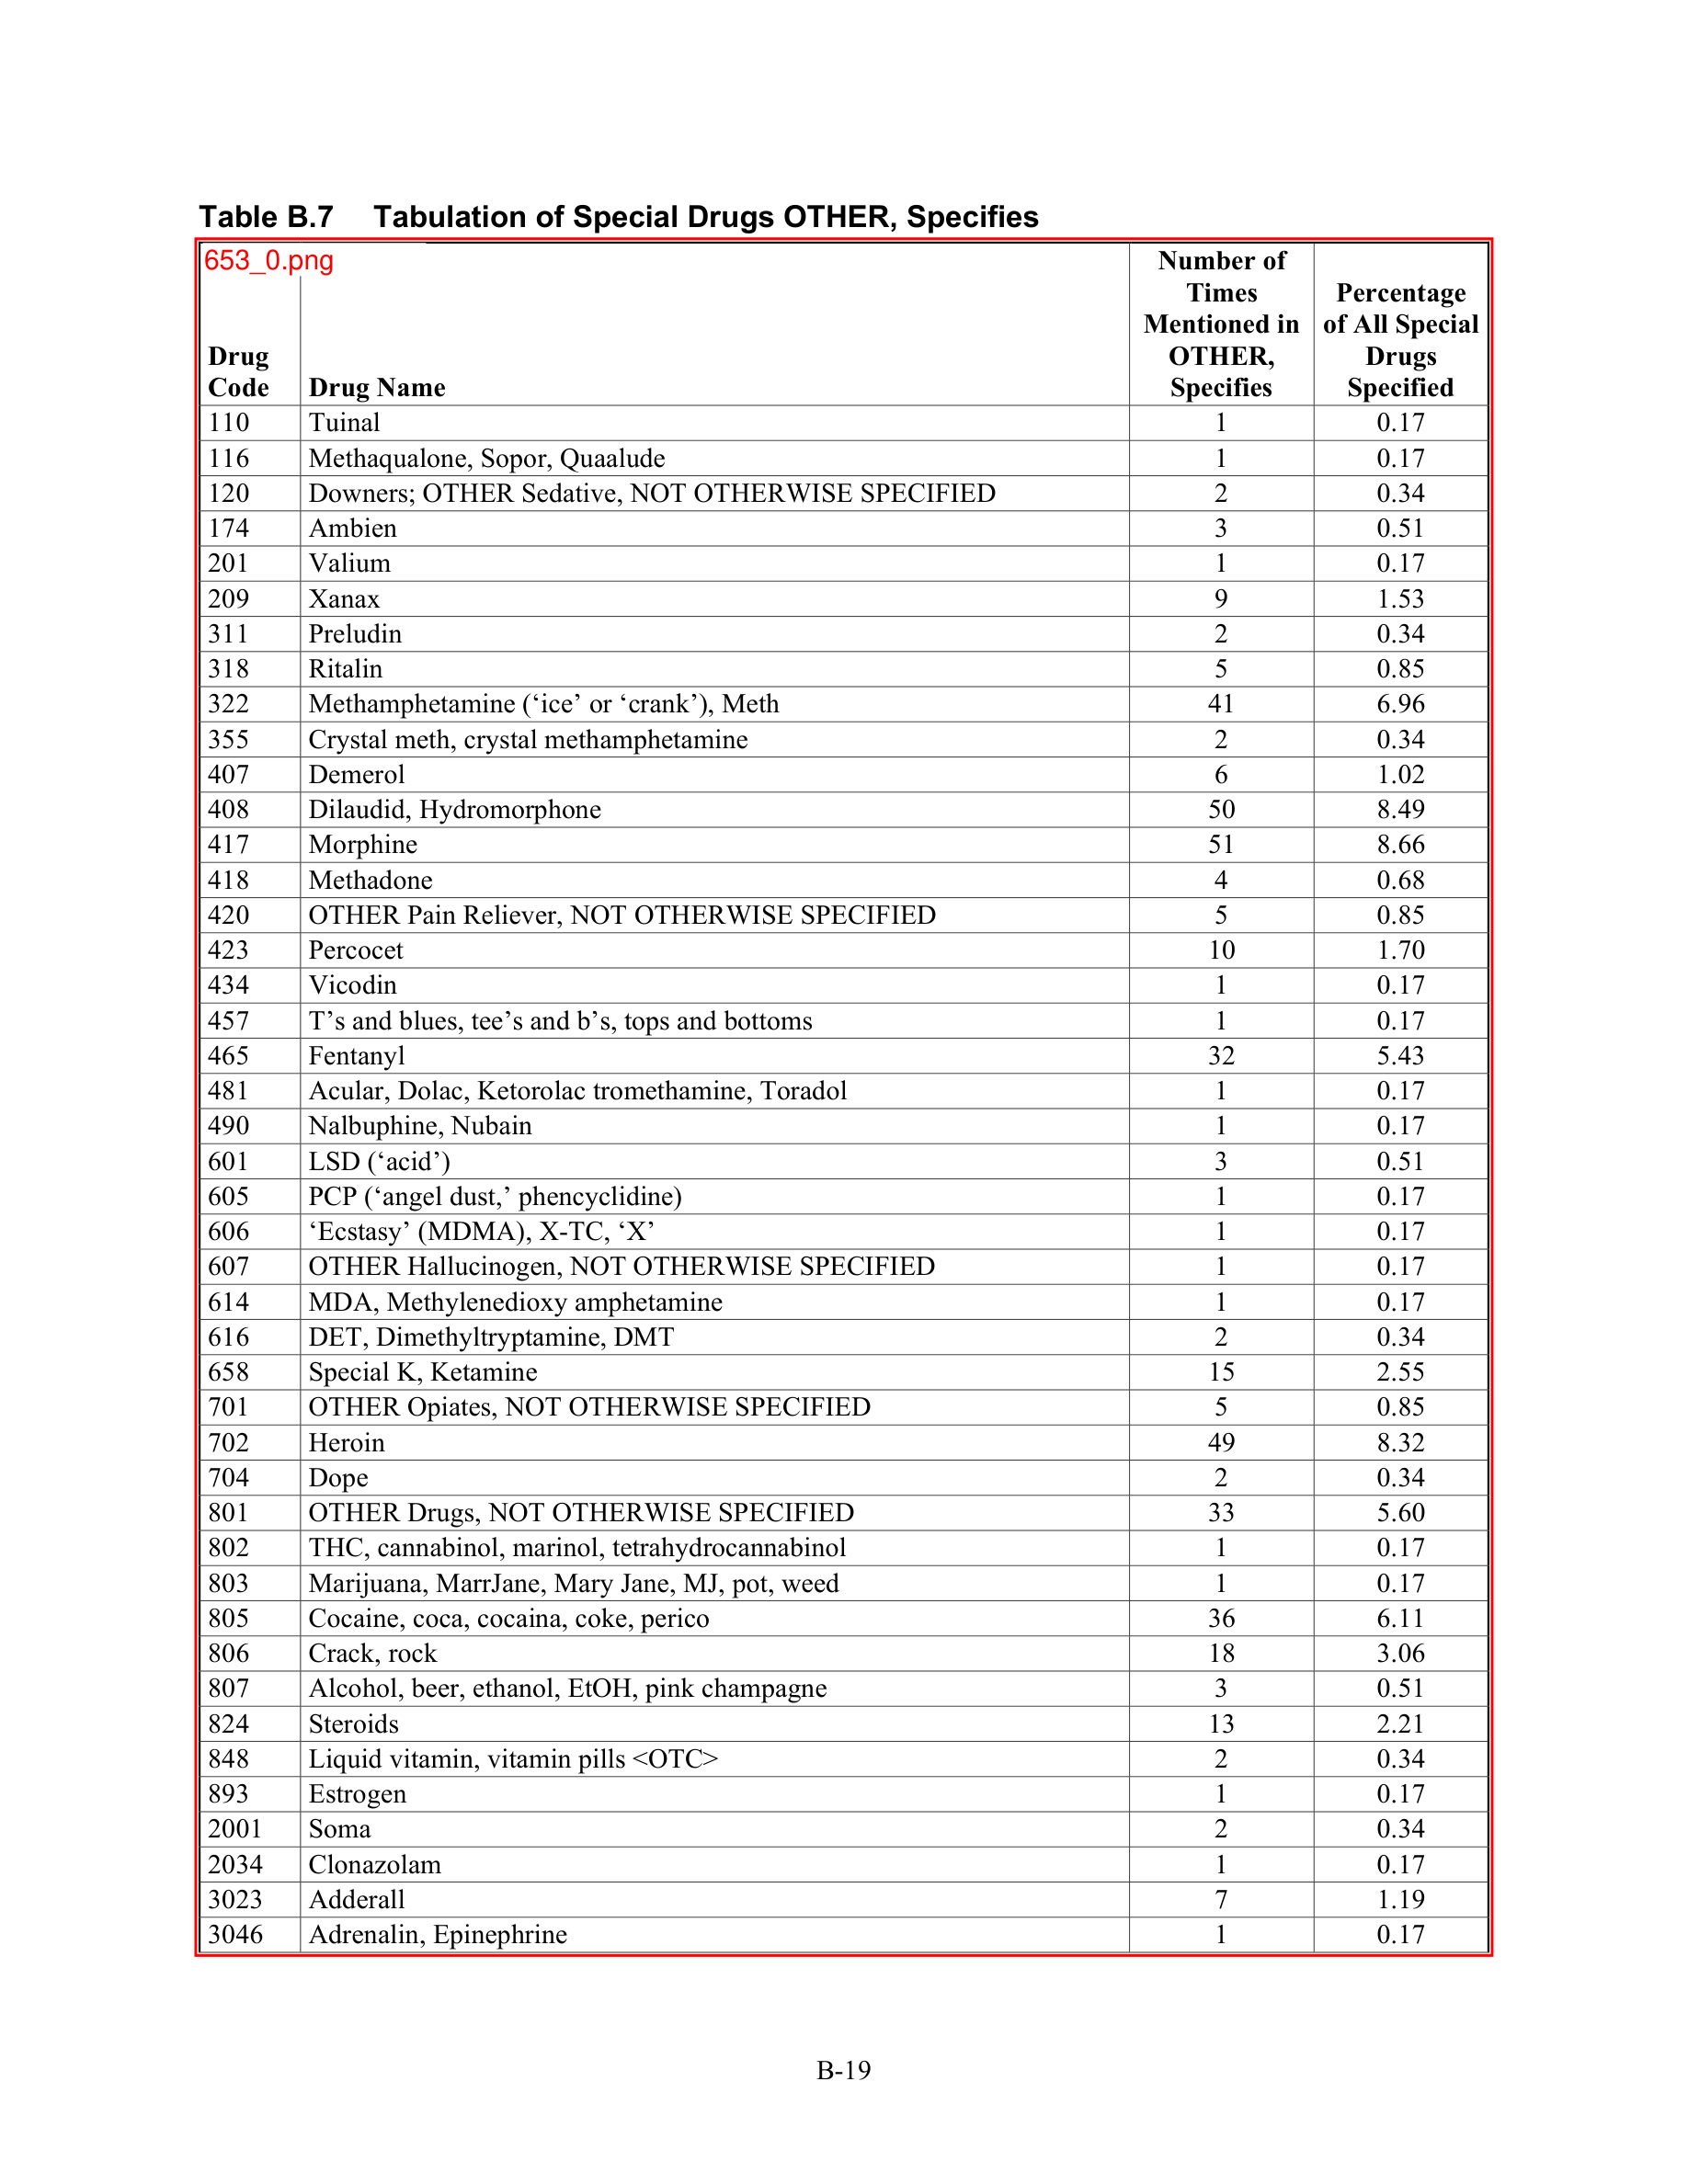 Table B.7 Tabulation of Special Drugs OTHER, Specifies
653_0.png
Drug Code Drug Name Number of Times Mentioned in OTHER, Specifies Percentage of All Special Drugs Specified
110 Tuinal 1 0.17
116 Methaqualone, Sopor, Quaalude 1 0.17
120 Downers; OTHER Sedative, NOT OTHERWISE SPECIFIED 2 0.34
174 Ambien 3 0.51
201 Valium 1 0.17
209 Xanax 9 1.53
311 Preludin 2 0.34
318 Ritalin 5 0.85
322 Methamphetamine (‘ice’ or ‘crank’), Meth 41 6.96
355 Crystal meth, crystal methamphetamine 2 0.34
407 Demerol 6 1.02
408 Dilaudid, Hydromorphone 50 8.49
417 Morphine 51 8.66
418 Methadone 4 0.68
420 OTHER Pain Reliever, NOT OTHERWISE SPECIFIED 5 0.85
423 Percocet 10 1.70
434 Vicodin 1 0.17
457 T’s and blues, tee’s and b’s, tops and bottoms 1 0.17
465 Fentanyl 32 5.43
481 Acular, Dolac, Ketorolac tromethamine, Toradol 1 0.17
490 Nalbuphine, Nubain 1 0.17
601 LSD (‘acid’) 3 0.51
605 PCP (‘angel dust,’ phencyclidine) 1 0.17
606 ‘Ecstasy’ (MDMA), X-TC, ‘X’ 1 0.17
607 OTHER Hallucinogen, NOT OTHERWISE SPECIFIED 1 0.17
614 MDA, Methylenedioxy amphetamine 1 0.17
616 DET, Dimethyltryptamine, DMT 2 0.34
658 Special K, Ketamine 15 2.55
701 OTHER Opiates, NOT OTHERWISE SPECIFIED 5 0.85
702 Heroin 49 8.32
704 Dope 2 0.34
801 OTHER Drugs, NOT OTHERWISE SPECIFIED 33 5.60
802 THC, cannabinol, marinol, tetrahydrocannabinol 1 0.17
803 Marijuana, MarrJane, Mary Jane, MJ, pot, weed 1 0.17
805 Cocaine, coca, cocaina, coke, perico 36 6.11
806 Crack, rock 18 3.06
807 Alcohol, beer, ethanol, EtOH, pink champagne 3 0.51
824 Steroids 13 2.21
848 Liquid vitamin, vitamin pills <OTC> 2 0.34
893 Estrogen 1 0.17
2001 Soma 2 0.34
2034 Clonazolam 1 0.17
3023 Adderall 7 1.19
3046 Adrenalin, Epinephrine 1 0.17
B-19